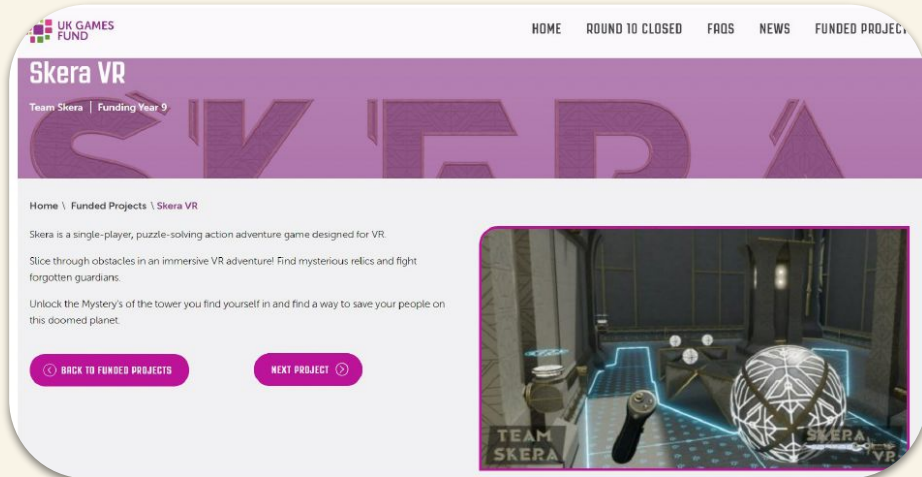 UK GAMES
FUND
HOME ROUND 10 CLOSED FAQS NEWS FUNDED PROJECT
Skera VR
Team Skera | Funding Year 9
SKERA
Home \ Funded Projects \ Skera VR
Skera is a single-player, puzzle-solving action adventure game designed for VR.
Slice through obstacles in an immersive VR adventure! Find mysterious relics and fight
forgotten guardians.
Unlock the Mystery's of the tower you find yourself in and find a way to save your people on
this doomed planet.
BACK TO FUNDED PROJECTS NEXT PROJECT
TEAM
SKERA
SKERA
VR